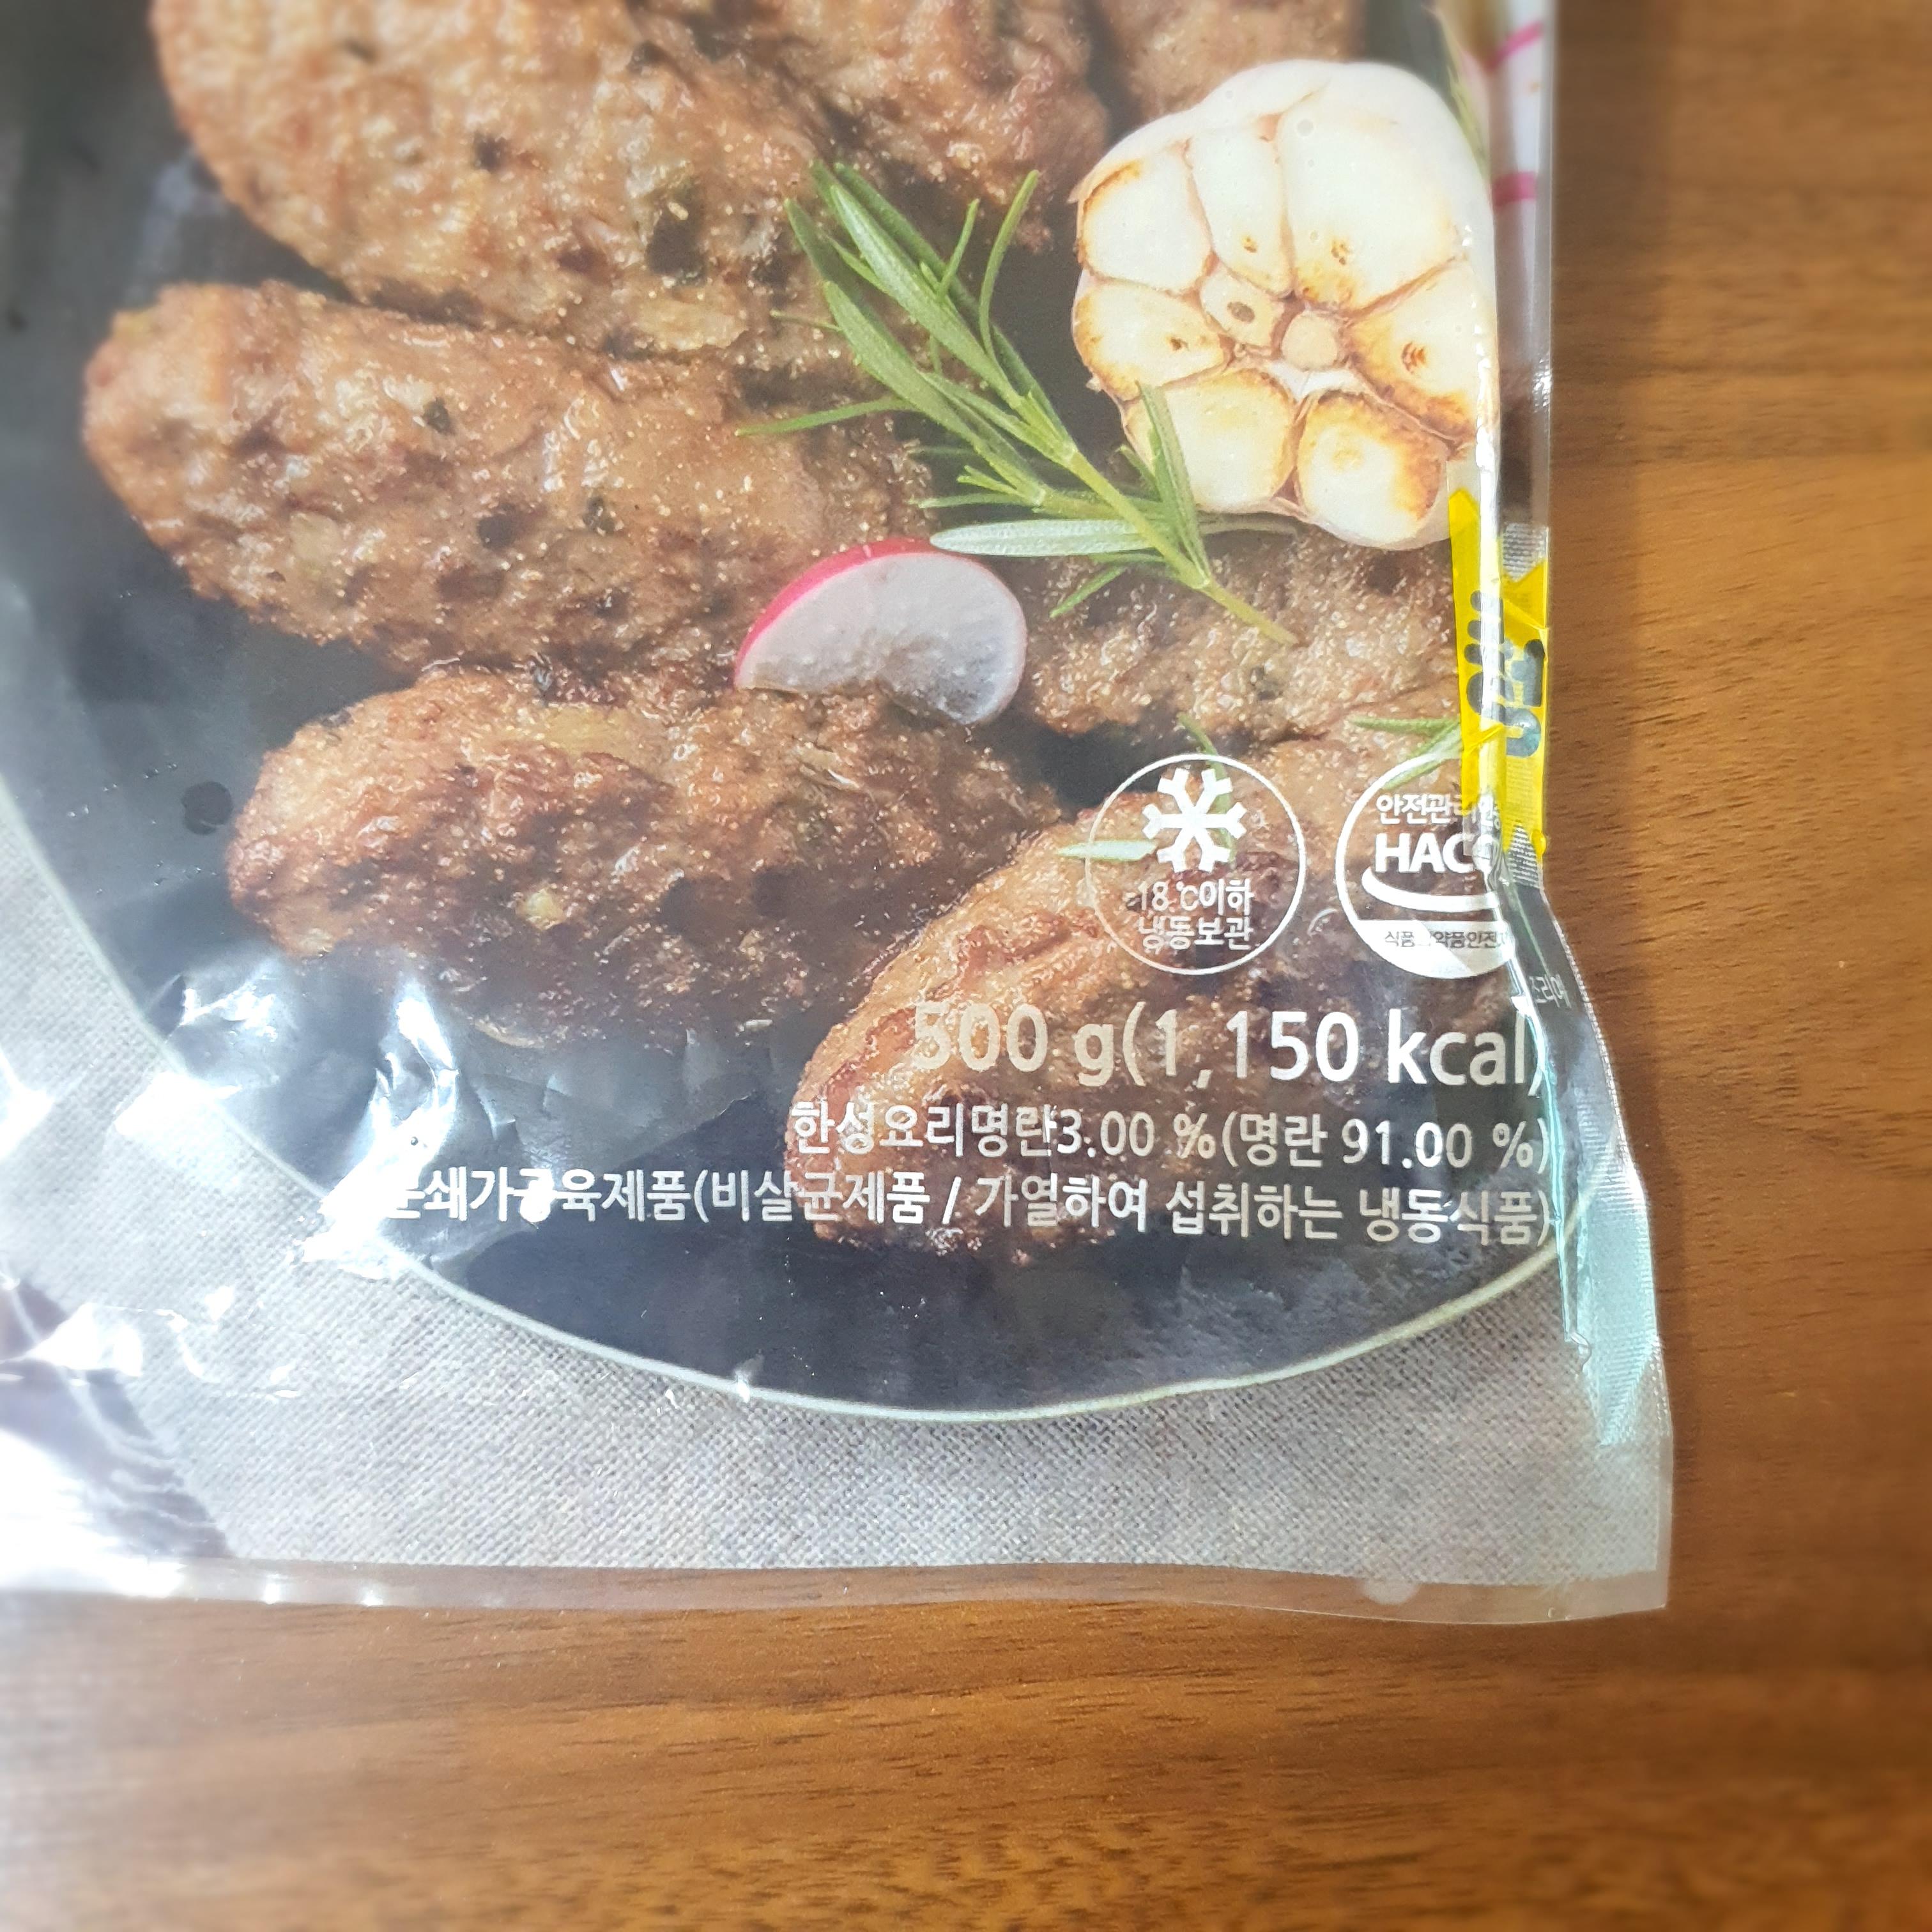 안전관리인증
HACC
-18 ℃이하
냉동보관
식품의약품안전처
500 g(1,150 kcal)
한성요리명란3.00 %(명란 91.00 %)
분쇄가공육제품(비살균제품 / 가열하여 섭취하는 냉동식품)